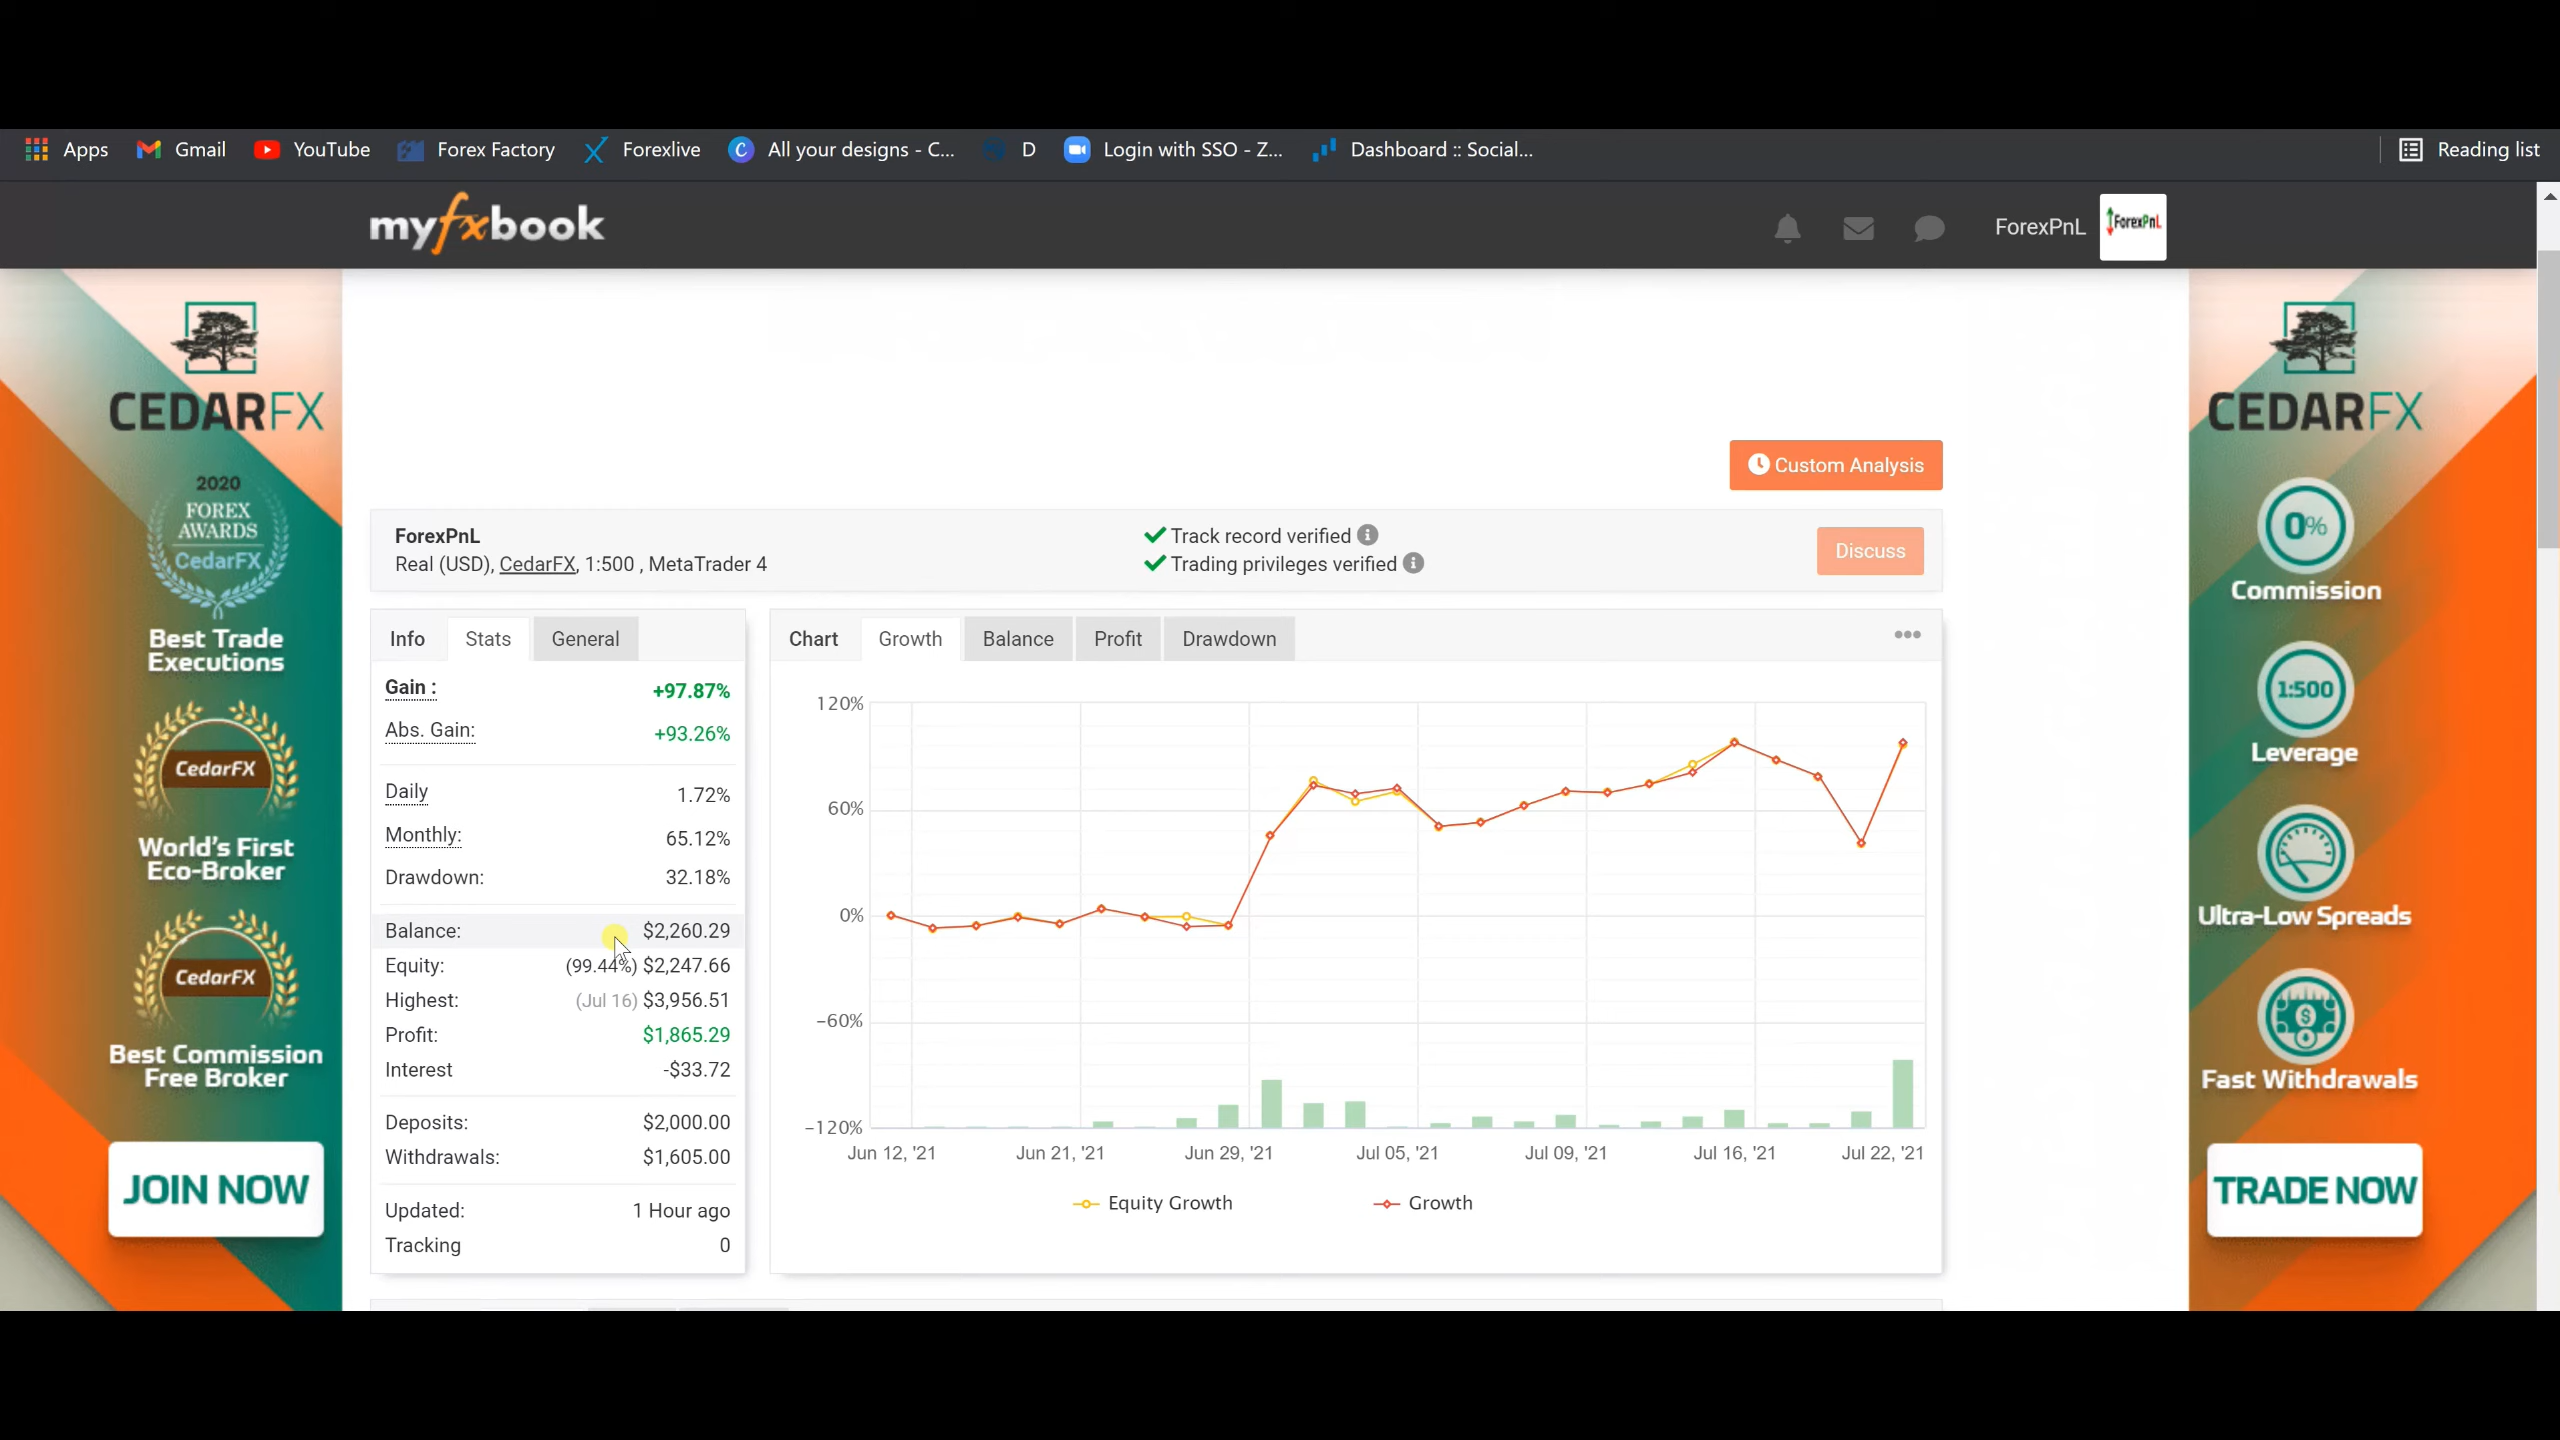 Apps Gmail YouTube Forex Factory Forexlive All your designs - C... D Login with SSO - Z... Dashboard :: Social... Reading list
myfxbook ForexPnL ForexPnL
CEDARFX
2020
FOREX
AWARDS
CedarFX
Best Trade
Executions
CedarFX
World's First
Eco-Broker
CedarFX
Best Commission
Free Broker
JOIN NOW
Custom Analysis
ForexPnL
Real (USD), CedarFX, 1:500 , MetaTrader 4
Track record verified
Trading privileges verified
Discuss
Info Stats General
Gain : +97.87%
Abs. Gain: +93.26%
Daily 1.72%
Monthly: 65.12%
Drawdown: 32.18%
Balance: $2,260.29
Equity: (99.44%) $2,247.66
Highest: (Jul 16) $3,956.51
Profit: $1,865.29
Interest -$33.72
Deposits: $2,000.00
Withdrawals: $1,605.00
Updated: 1 Hour ago
Tracking 0
Chart Growth Balance Profit Drawdown
120%
60%
0%
-60%
-120%
Jun 12, '21 Jun 21, '21 Jun 29, '21 Jul 05, '21 Jul 09, '21 Jul 16, '21 Jul 22, '21
Equity Growth Growth
CEDARFX
0%
Commission
1:500
Leverage
Ultra-Low Spreads
Fast Withdrawals
TRADE NOW